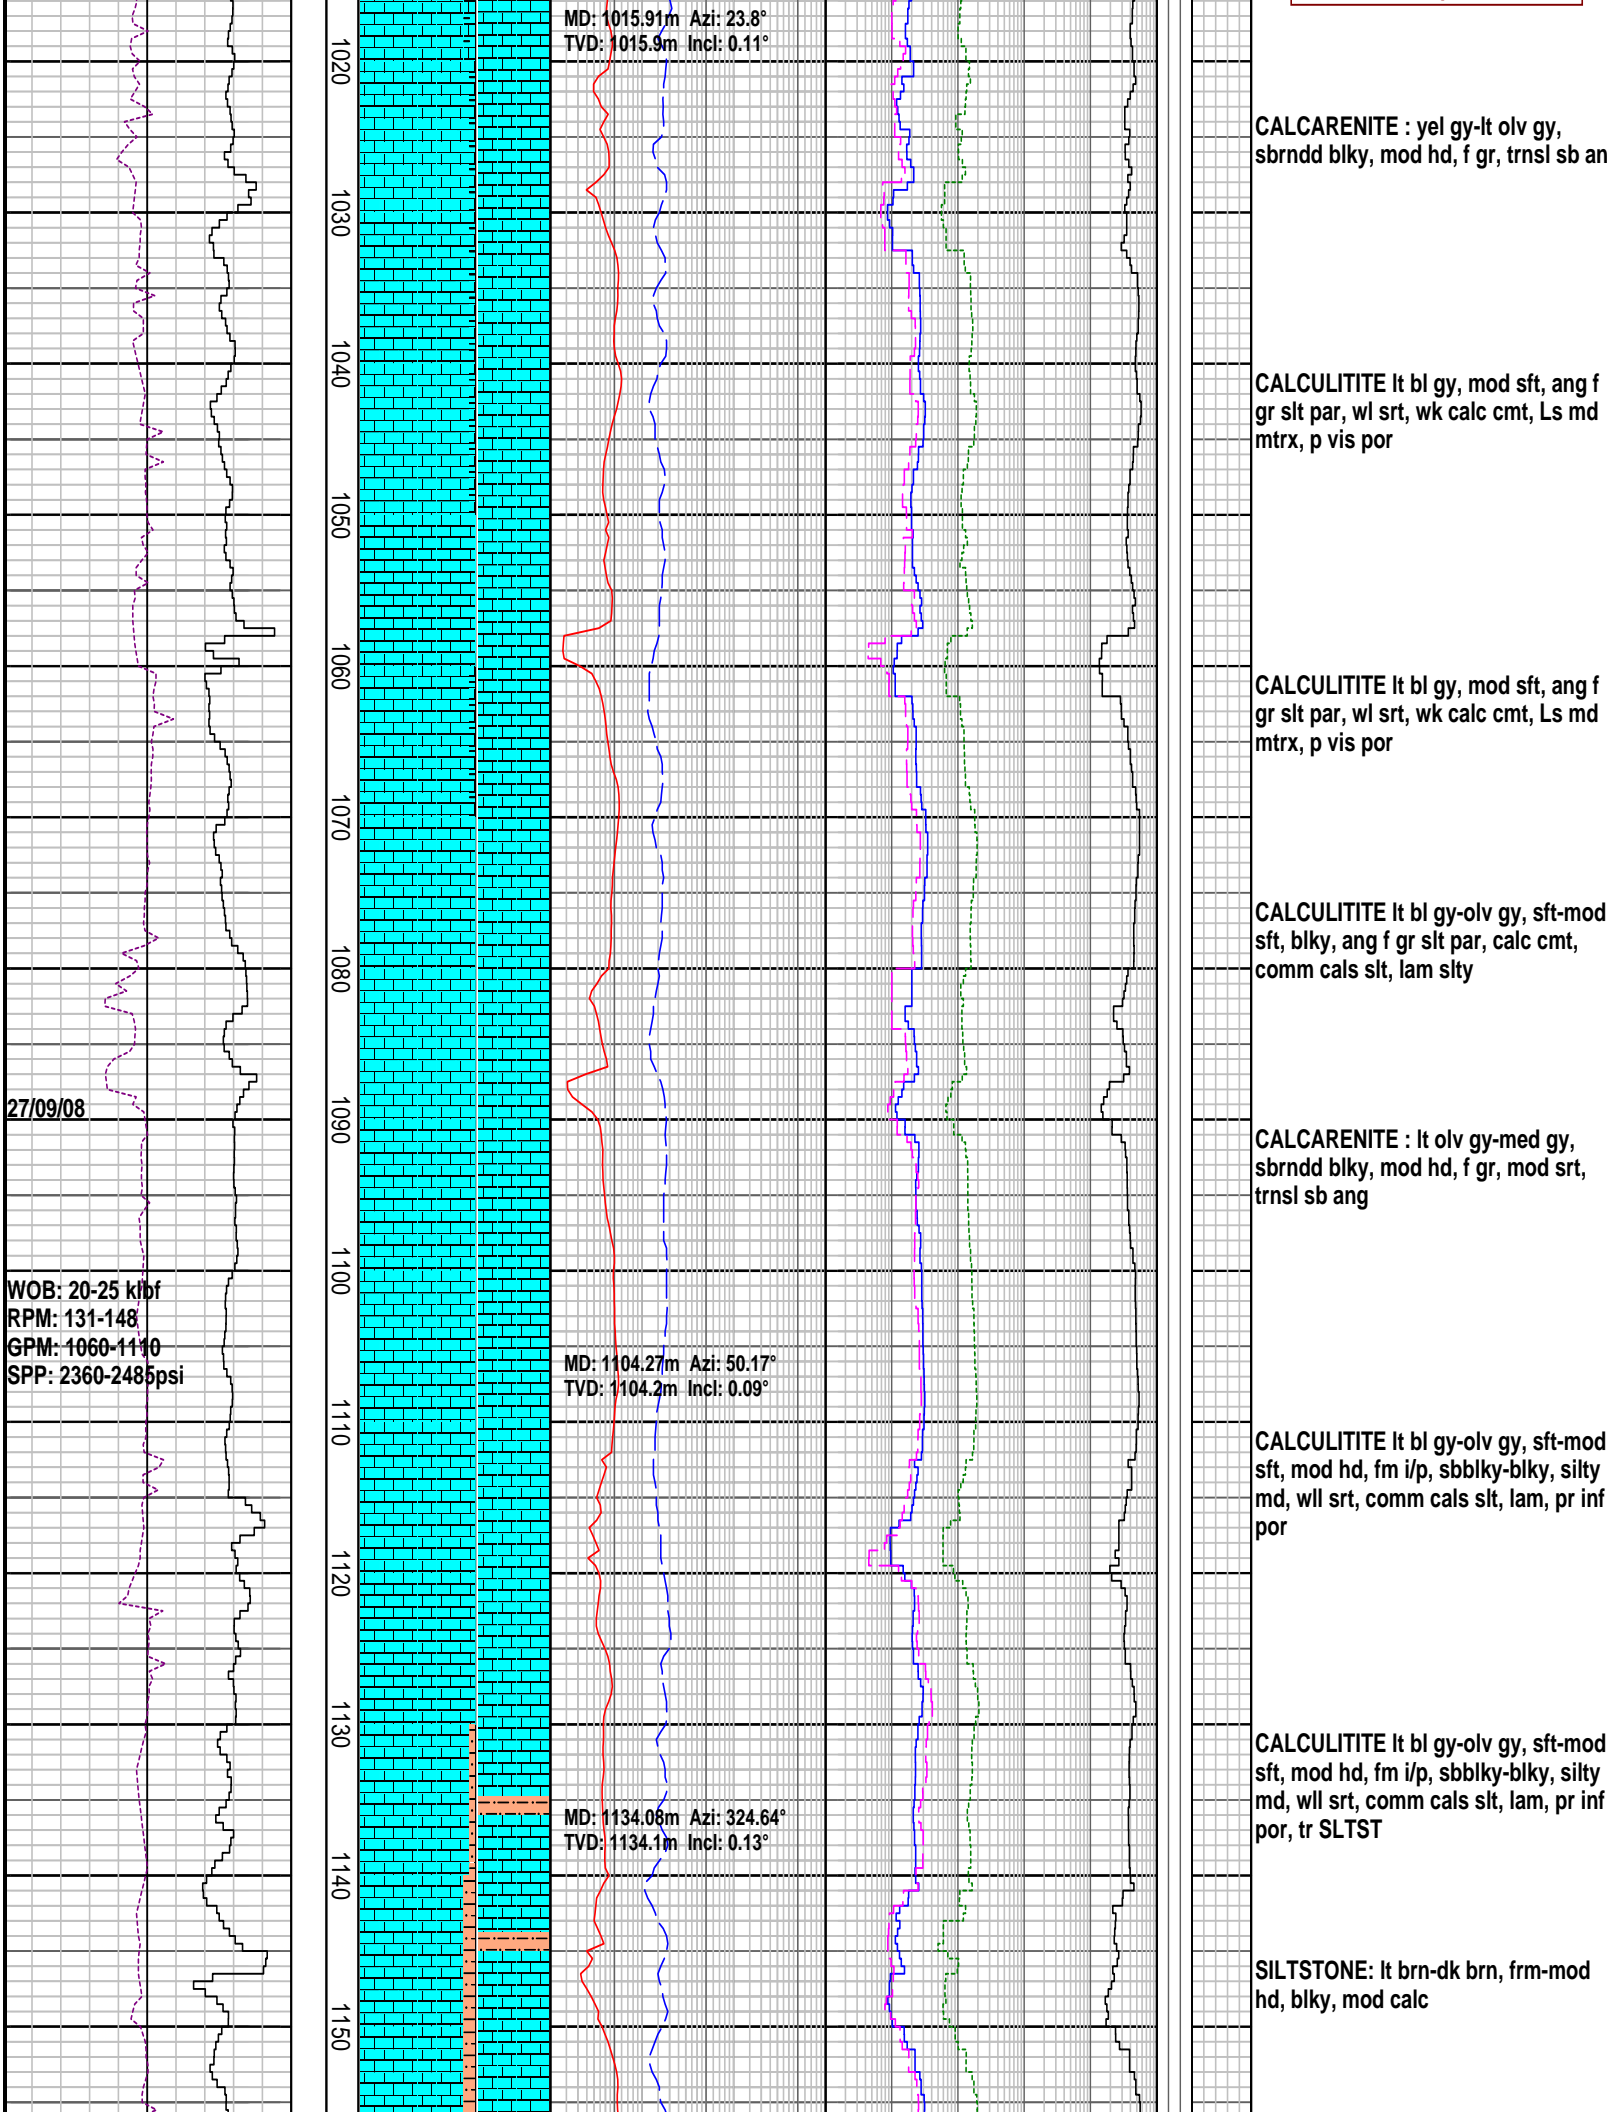 MD: 1015.91m Azi: 23.8°
TVD: 1015.9m Incl: 0.11°
1020
CALCARENITE : yel gy-lt olv gy,
sbrndd blky, mod hd, f gr, trnsl sb an
1030
1040
CALCULITITE lt bl gy, mod sft, ang f
gr slt par, wl srt, wk calc cmt, Ls md
mtrx, p vis por
1050
1060
CALCULITITE lt bl gy, mod sft, ang f
gr slt par, wl srt, wk calc cmt, Ls md
mtrx, p vis por
1070
CALCULITITE lt bl gy-olv gy, sft-mod
sft, blky, ang f gr slt par, calc cmt,
comm cals slt, lam slty
1080
27/09/08
1090
CALCARENITE : lt olv gy-med gy,
sbrndd blky, mod hd, f gr, mod srt,
trnsl sb ang
1100
WOB: 20-25 klbf
RPM: 131-148
GPM: 1060-1110
SPP: 2360-2485psi
MD: 1104.27m Azi: 50.17°
TVD: 1104.2m Incl: 0.09°
1110
CALCULITITE lt bl gy-olv gy, sft-mod
sft, mod hd, fm i/p, sbblky-blky, silty
md, wll srt, comm cals slt, lam, pr inf
por
1120
1130
CALCULITITE lt bl gy-olv gy, sft-mod
sft, mod hd, fm i/p, sbblky-blky, silty
md, wll srt, comm cals slt, lam, pr inf
por, tr SLTST
MD: 1134.08m Azi: 324.64°
TVD: 1134.1m Incl: 0.13°
1140
SILTSTONE: lt brn-dk brn, frm-mod
hd, blky, mod calc
1150